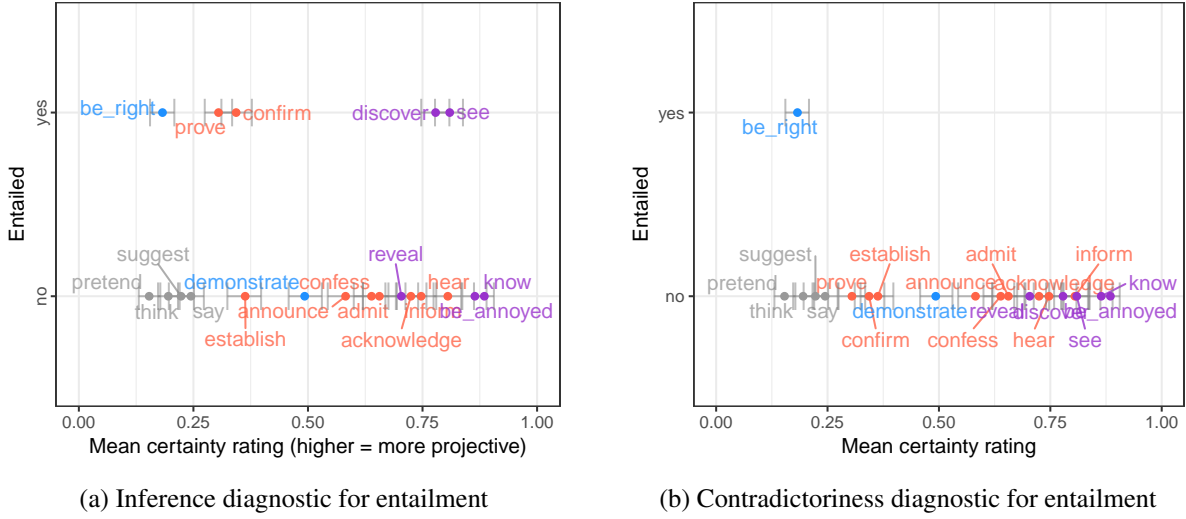 yes
no
Entailed
be_right
prove
confirm
discover
see
suggest
pretend
think
say
demonstrate
establish
announce
confess
admit
reveal
acknowledge
inform
hear
be_annoyed
know
0.00 0.25 0.50 0.75 1.00
Mean certainty rating (higher = more projective)
(a) Inference diagnostic for entailment
yes
no
Entailed
be_right
suggest
pretend
think
say
prove
confirm
establish
demonstrate
announce
confess
admit
reveal
acknowledge
hear
discover
see
inform
be_annoyed
know
0.00 0.25 0.50 0.75 1.00
Mean certainty rating
(b) Contradictoriness diagnostic for entailment